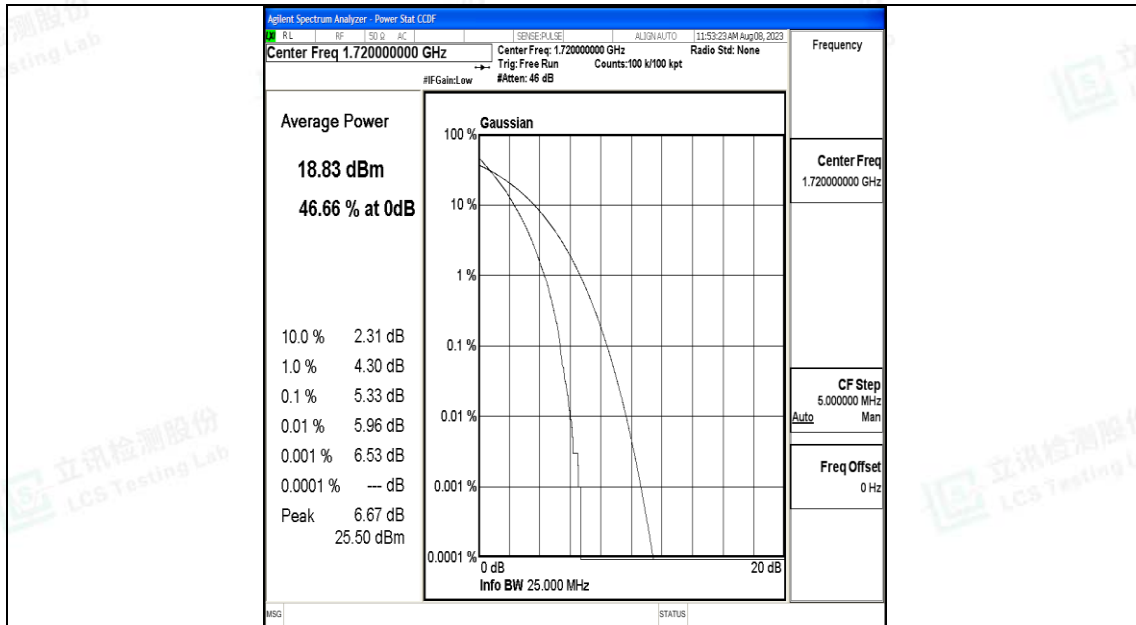 Agilent Spectrum Analyzer - Power Stat CCDF
LXI RL RF 50 Ω AC SENSE:PULSE ALIGN AUTO 11:53:23 AM Aug 08, 2023
Center Freq 1.720000000 GHz
Center Freq: 1.720000000 GHz Radio Std: None
Trig: Free Run Counts:100 k/100 kpt
#IFGain:Low #Atten: 46 dB
Frequency
Average Power
18.83 dBm
46.66 % at 0dB
10.0 % 2.31 dB
1.0 % 4.30 dB
0.1 % 5.33 dB
0.01 % 5.96 dB
0.001 % 6.53 dB
0.0001 % --- dB
Peak 6.67 dB
25.50 dBm
Gaussian
100 %
10 %
1 %
0.1 %
0.01 %
0.001 %
0.0001 %
0 dB 20 dB
Info BW 25.000 MHz
Center Freq
1.720000000 GHz
CF Step
5.000000 MHz
Auto Man
Freq Offset
0 Hz
MSG STATUS
立讯检测股份
LCS Testing Lab
立讯检测股份
LCS Testing L